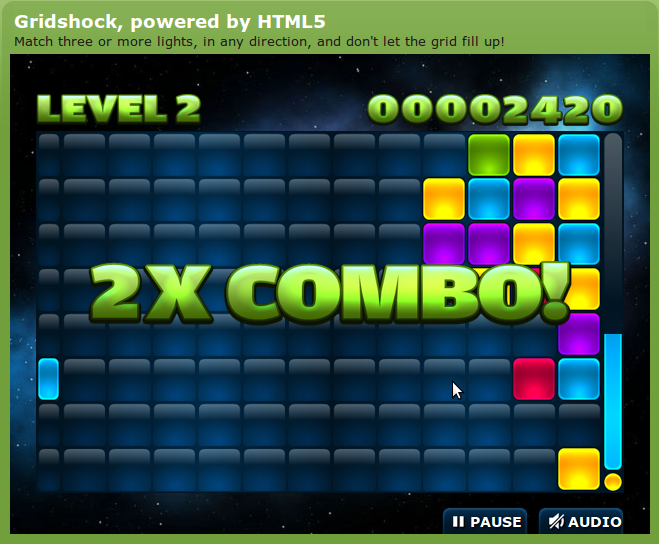 Gridshock, powered by HTML5
Match three or more lights, in any direction, and don't let the grid fill up!
LEVEL 2
00002420
2X COMBO!
PAUSE
AUDIO